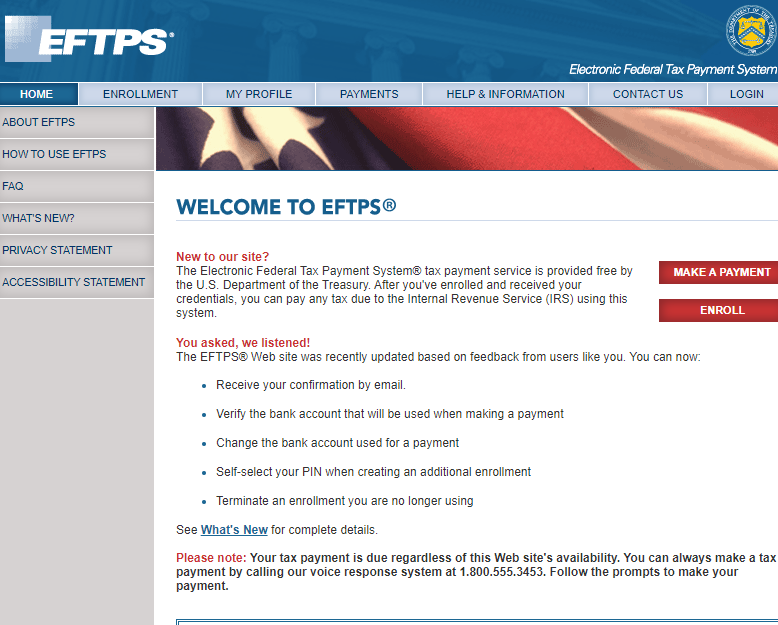 EFTPS®
THE DEPARTMENT OF THE TREASURY
1789
Electronic Federal Tax Payment System
HOME ENROLLMENT MY PROFILE PAYMENTS HELP & INFORMATION CONTACT US LOGIN
ABOUT EFTPS
HOW TO USE EFTPS
FAQ
WHAT'S NEW?
PRIVACY STATEMENT
ACCESSIBILITY STATEMENT
WELCOME TO EFTPS®
New to our site?
The Electronic Federal Tax Payment System® tax payment service is provided free by
the U.S. Department of the Treasury. After you've enrolled and received your
credentials, you can pay any tax due to the Internal Revenue Service (IRS) using this
system.
MAKE A PAYMENT
ENROLL
You asked, we listened!
The EFTPS® Web site was recently updated based on feedback from users like you. You can now:
• Receive your confirmation by email.
• Verify the bank account that will be used when making a payment
• Change the bank account used for a payment
• Self-select your PIN when creating an additional enrollment
• Terminate an enrollment you are no longer using
See What's New for complete details.
Please note: Your tax payment is due regardless of this Web site's availability. You can always make a tax
payment by calling our voice response system at 1.800.555.3453. Follow the prompts to make your
payment.